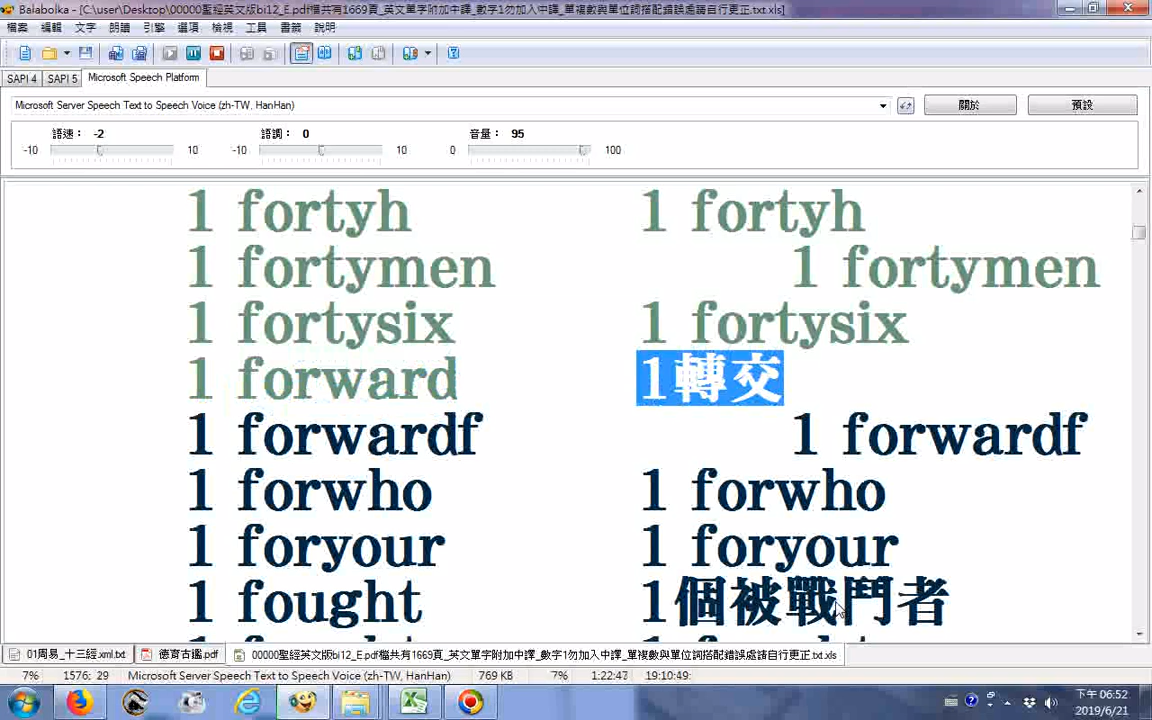 Balabolka - [C:\user\Desktop\00000聖經英文版bi12_E.pdf檔共有1669頁_英文單字附加中譯_數字1勿加入中譯_單複數與單位詞搭配錯誤處請自行更正.txt.xls]
檔案 編輯 文字 朗讀 引擎 選項 檢視 工具 書籤 說明
SAPI 4 SAPI 5 Microsoft Speech Platform
Microsoft Server Speech Text to Speech Voice (zh-TW, HanHan) 關於 預設
語速： -2 語調： 0 音量： 95
-10 10 -10 10 0 100
1 fortyh 1 fortyh
1 fortymen 1 fortymen
1 fortysix 1 fortysix
1 forward 1轉交
1 forwardf 1 forwardf
1 forwho 1 forwho
1 foryour 1 foryour
1 fought 1個被戰鬥者
01周易_十三經.xml.txt 德育古鑑.pdf 00000聖經英文版bi12_E.pdf檔共有1669頁_英文單字附加中譯_數字1勿加入中譯_單複數與單位詞搭配錯誤處請自行更正.txt.xls
7% 1576; 29 Microsoft Server Speech Text to Speech Voice (zh-TW, HanHan) 769 KB 7% 1:22:47 19:10:49:
下午 06:52
2019/6/21